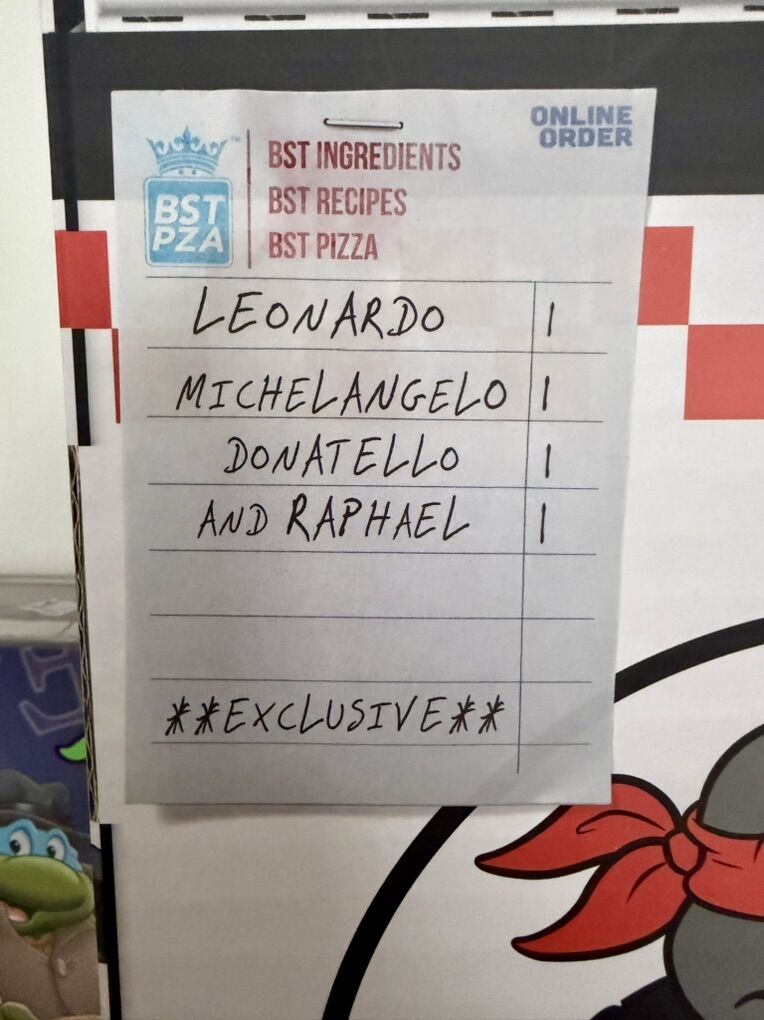 ONLINE
ORDER
BST
PZA
™
BST INGREDIENTS
BST RECIPES
BST PIZZA
LEONARDO 1
MICHELANGELO 1
DONATELLO 1
AND RAPHAEL 1
**EXCLUSIVE**